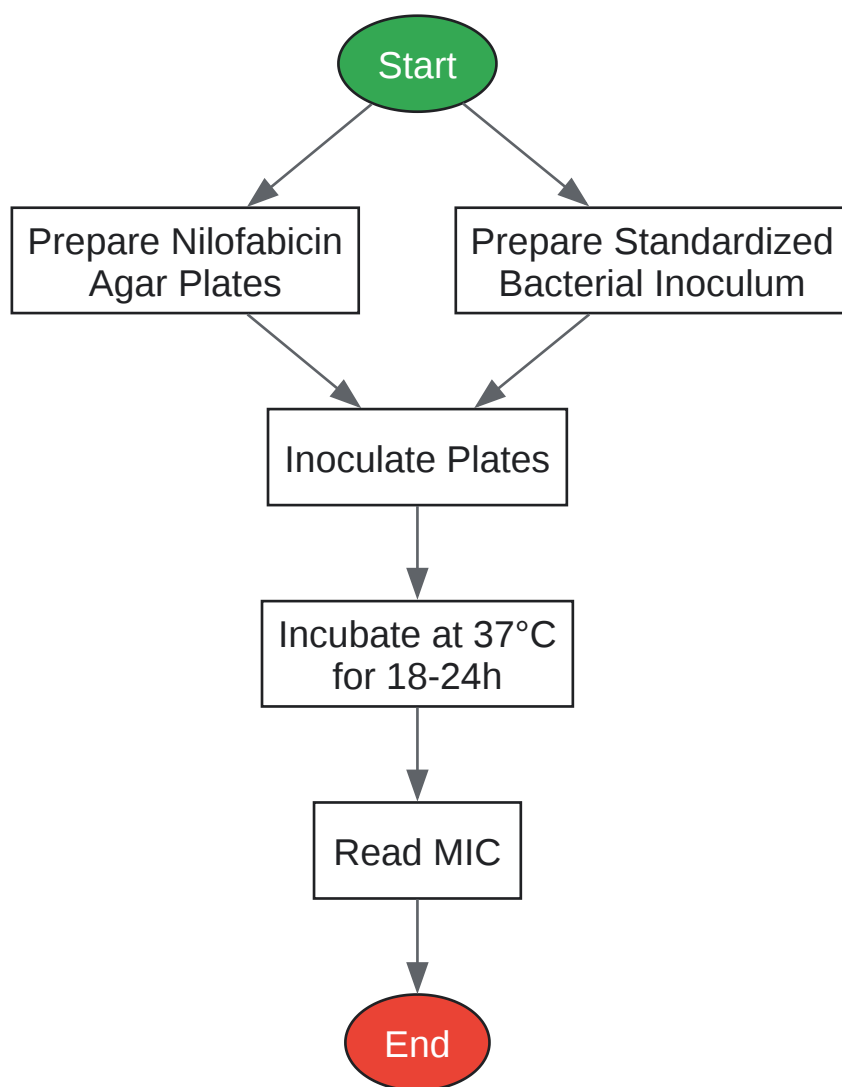 Start
Prepare Nilofabicin
Agar Plates
Prepare Standardized
Bacterial Inoculum
Inoculate Plates
Incubate at 37°C
for 18-24h
Read MIC
End